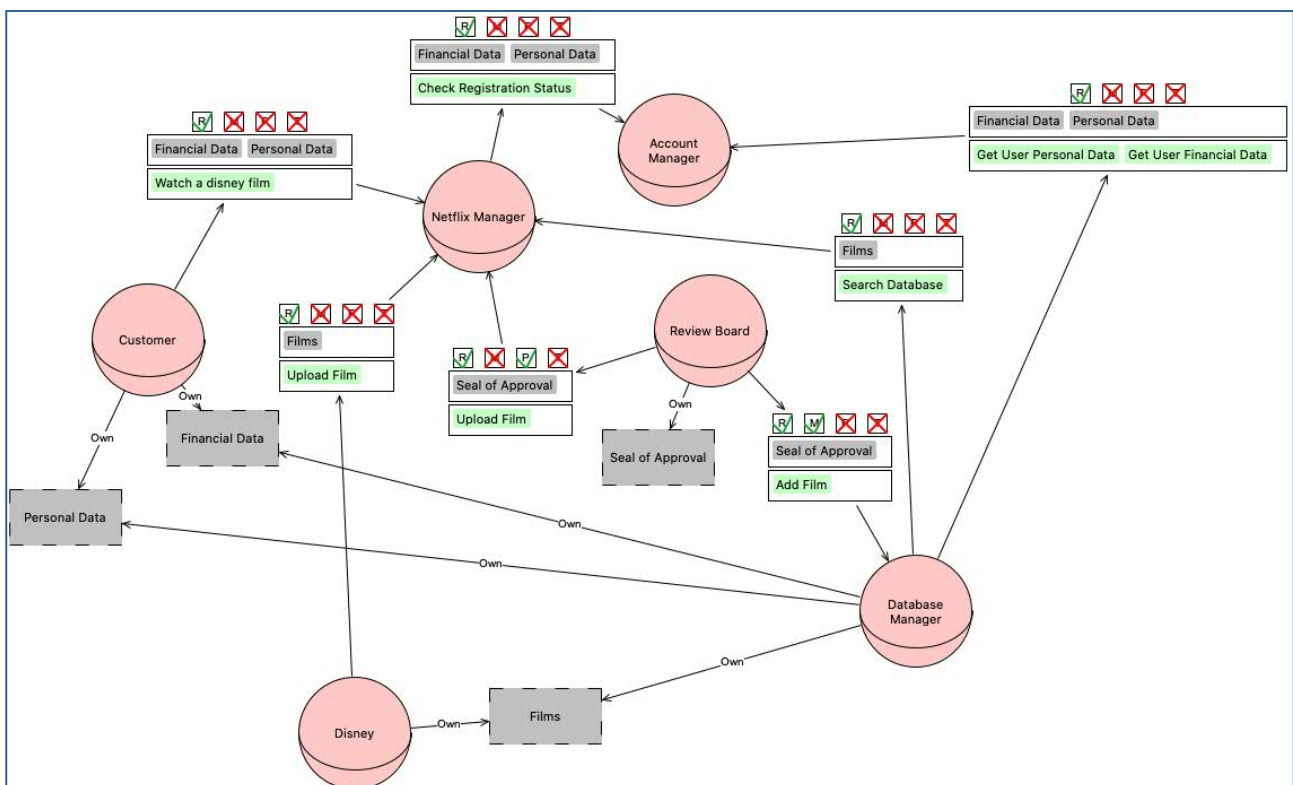 R M P T
Financial Data Personal Data
Check Registration Status
R M P T
Financial Data Personal Data
Get User Personal Data Get User Financial Data
R M P T
Financial Data Personal Data
Watch a disney film
Account
Manager
Netflix Manager
R M P T
Films
Search Database
Customer
R M P T
Films
Upload Film
Review Board
R M P T
Seal of Approval
Upload Film
Own
Own
Own
Financial Data
Seal of Approval
R M P T
Seal of Approval
Add Film
Personal Data
Own
Own
Database
Manager
Own
Disney
Own
Films